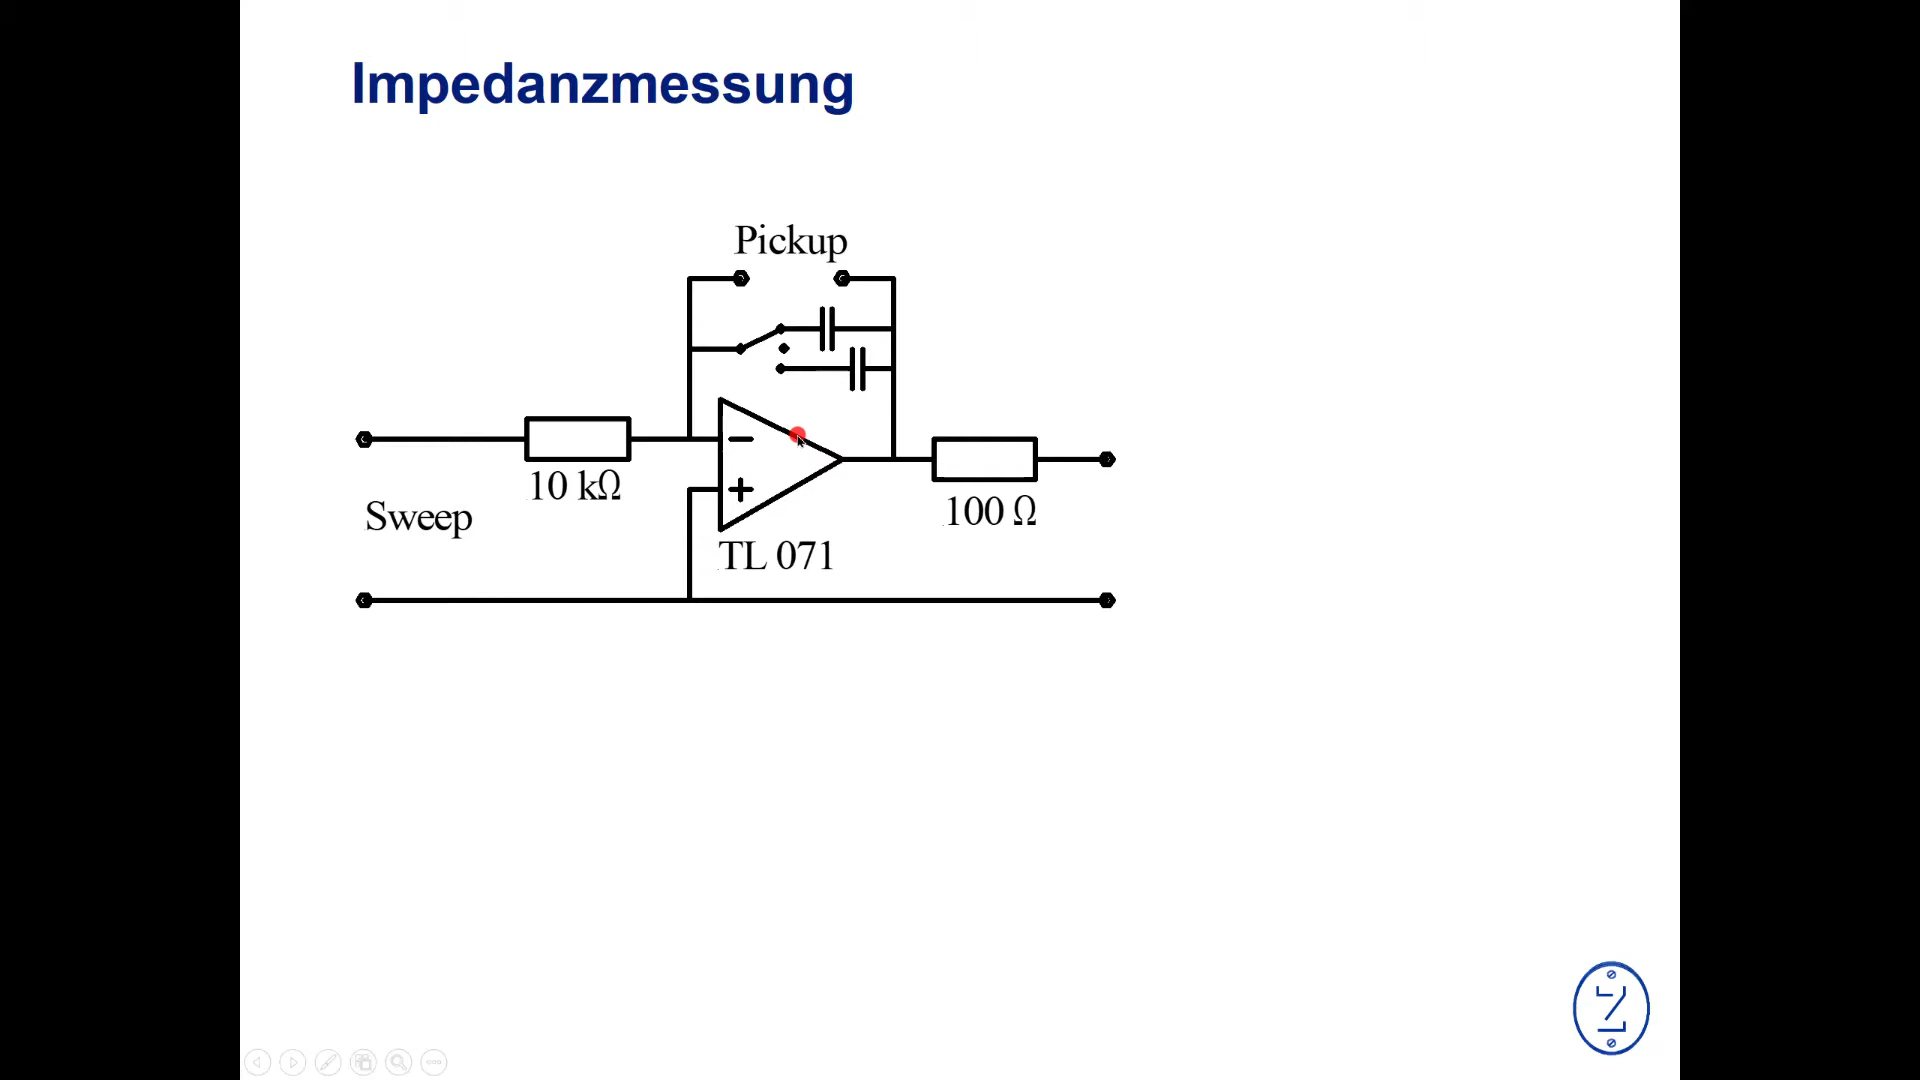 Impedanzmessung
Pickup
10 kΩ
Sweep
100 Ω
TL 071